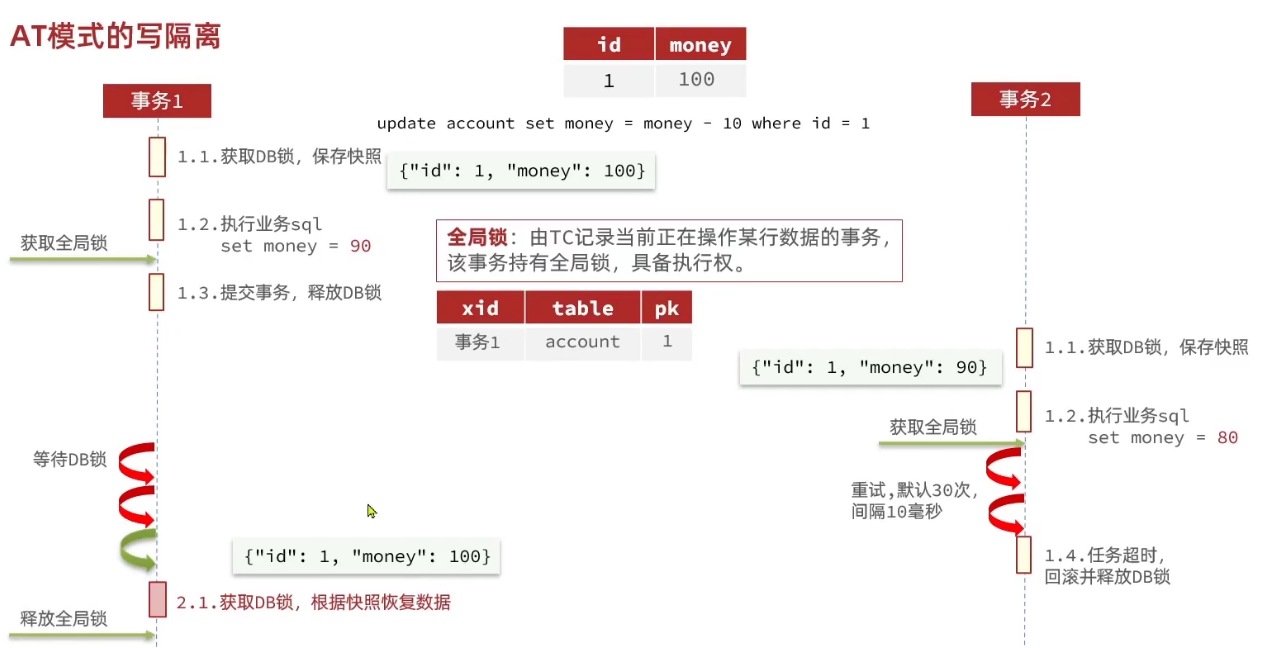 AT模式的写隔离
id money
1 100
事务1
事务2
update account set money = money - 10 where id = 1
1.1.获取DB锁，保存快照
{"id": 1, "money": 100}
1.2.执行业务sql
set money = 90
获取全局锁
1.3.提交事务，释放DB锁
全局锁：由TC记录当前正在操作某行数据的事务，
该事务持有全局锁，具备执行权。
xid table pk
事务1 account 1
1.1.获取DB锁，保存快照
{"id": 1, "money": 90}
1.2.执行业务sql
set money = 80
获取全局锁
等待DB锁
重试,默认30次，
间隔10毫秒
1.4.任务超时，
回滚并释放DB锁
{"id": 1, "money": 100}
2.1.获取DB锁，根据快照恢复数据
释放全局锁